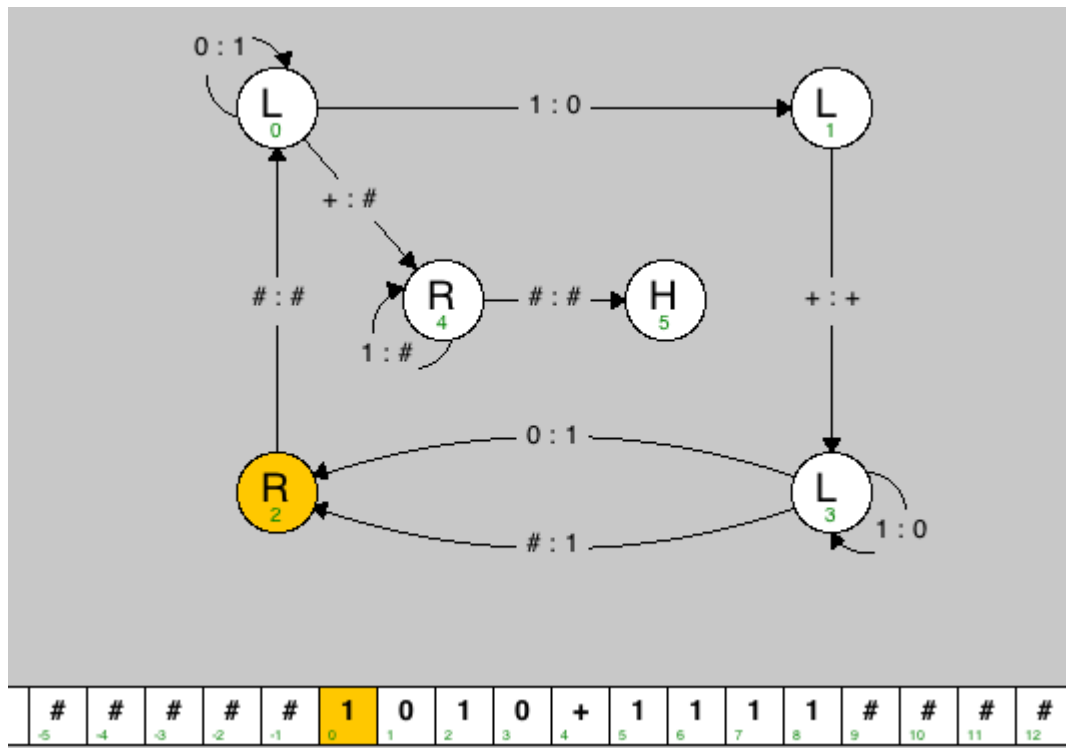 0 : 1
L
0
1 : 0
L
1
+ : #
# : #
R
4
# : #
H
5
+ : +
1 : #
0 : 1
R
2
L
3
1 : 0
# : 1
# # # # # 1 0 1 0 + 1 1 1 1 # # # #
-5 -4 -3 -2 -1 0 1 2 3 4 5 6 7 8 9 10 11 12